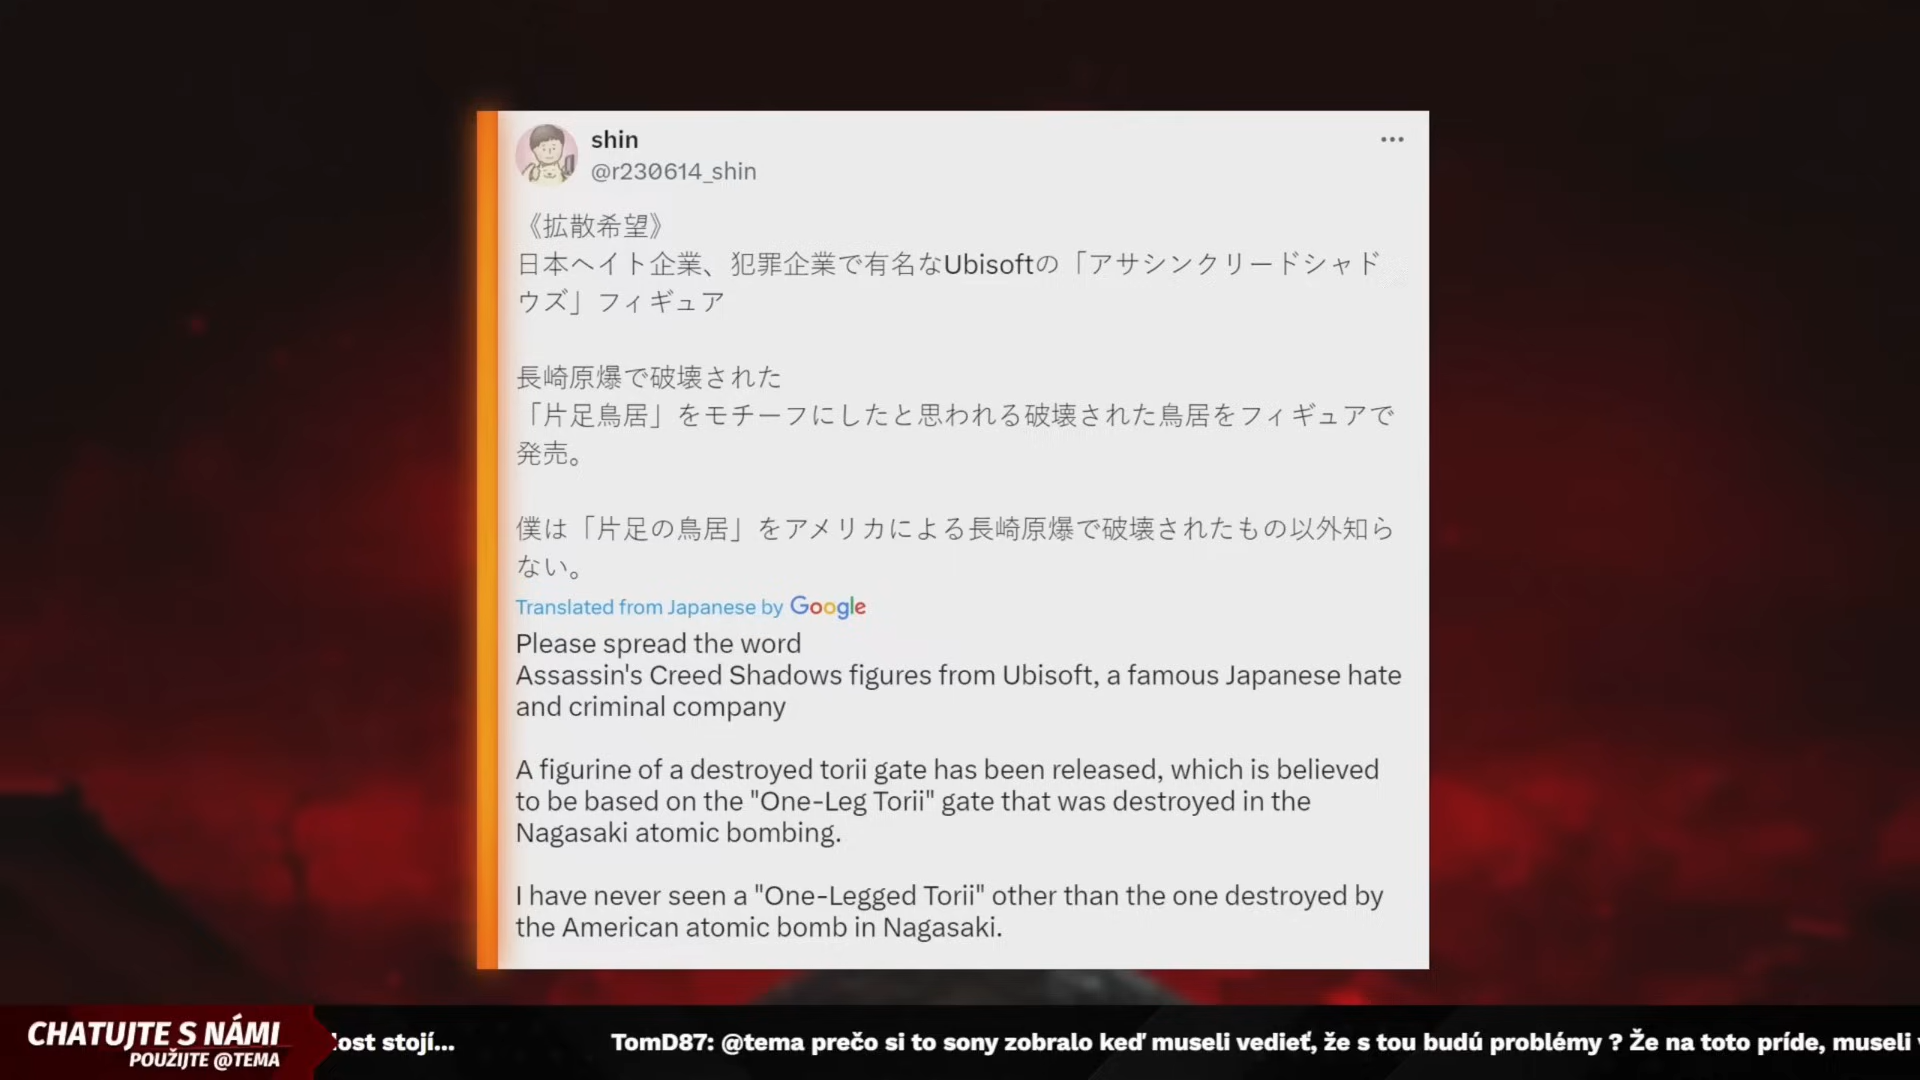 shin
@r230614_shin
《拡散希望》
日本ヘイト企業、犯罪企業で有名なUbisoftの「アサシンクリードシャド
ウズ」フィギュア
長崎原爆で破壊された
「片足鳥居」をモチーフにしたと思われる破壊された鳥居をフィギュアで
発売。
僕は「片足の鳥居」をアメリカによる長崎原爆で破壊されたもの以外知ら
ない。
Translated from Japanese by Google
Please spread the word
Assassin's Creed Shadows figures from Ubisoft, a famous Japanese hate
and criminal company
A figurine of a destroyed torii gate has been released, which is believed
to be based on the "One-Leg Torii" gate that was destroyed in the
Nagasaki atomic bombing.
I have never seen a "One-Legged Torii" other than the one destroyed by
the American atomic bomb in Nagasaki.
CHATUJTE S NÁMI
POUŽIJTE @TEMA
ost stojí... TomD87: @tema prečo si to sony zobralo keď museli vedieť, že s tou budú problémy ? Že na toto príde, museli